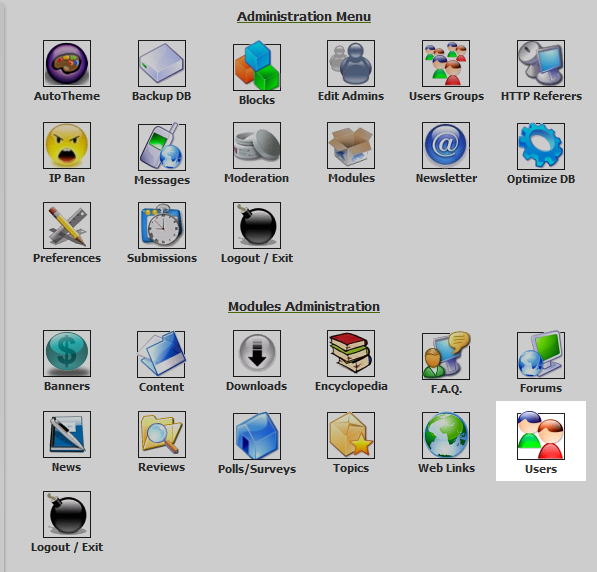 Administration Menu
AutoTheme Backup DB Blocks Edit Admins Users Groups HTTP Referers
IP Ban Messages Moderation Modules Newsletter Optimize DB
Preferences Submissions Logout / Exit
Modules Administration
Banners Content Downloads Encyclopedia F.A.Q. Forums
News Reviews Polls/Surveys Topics Web Links Users
Logout / Exit